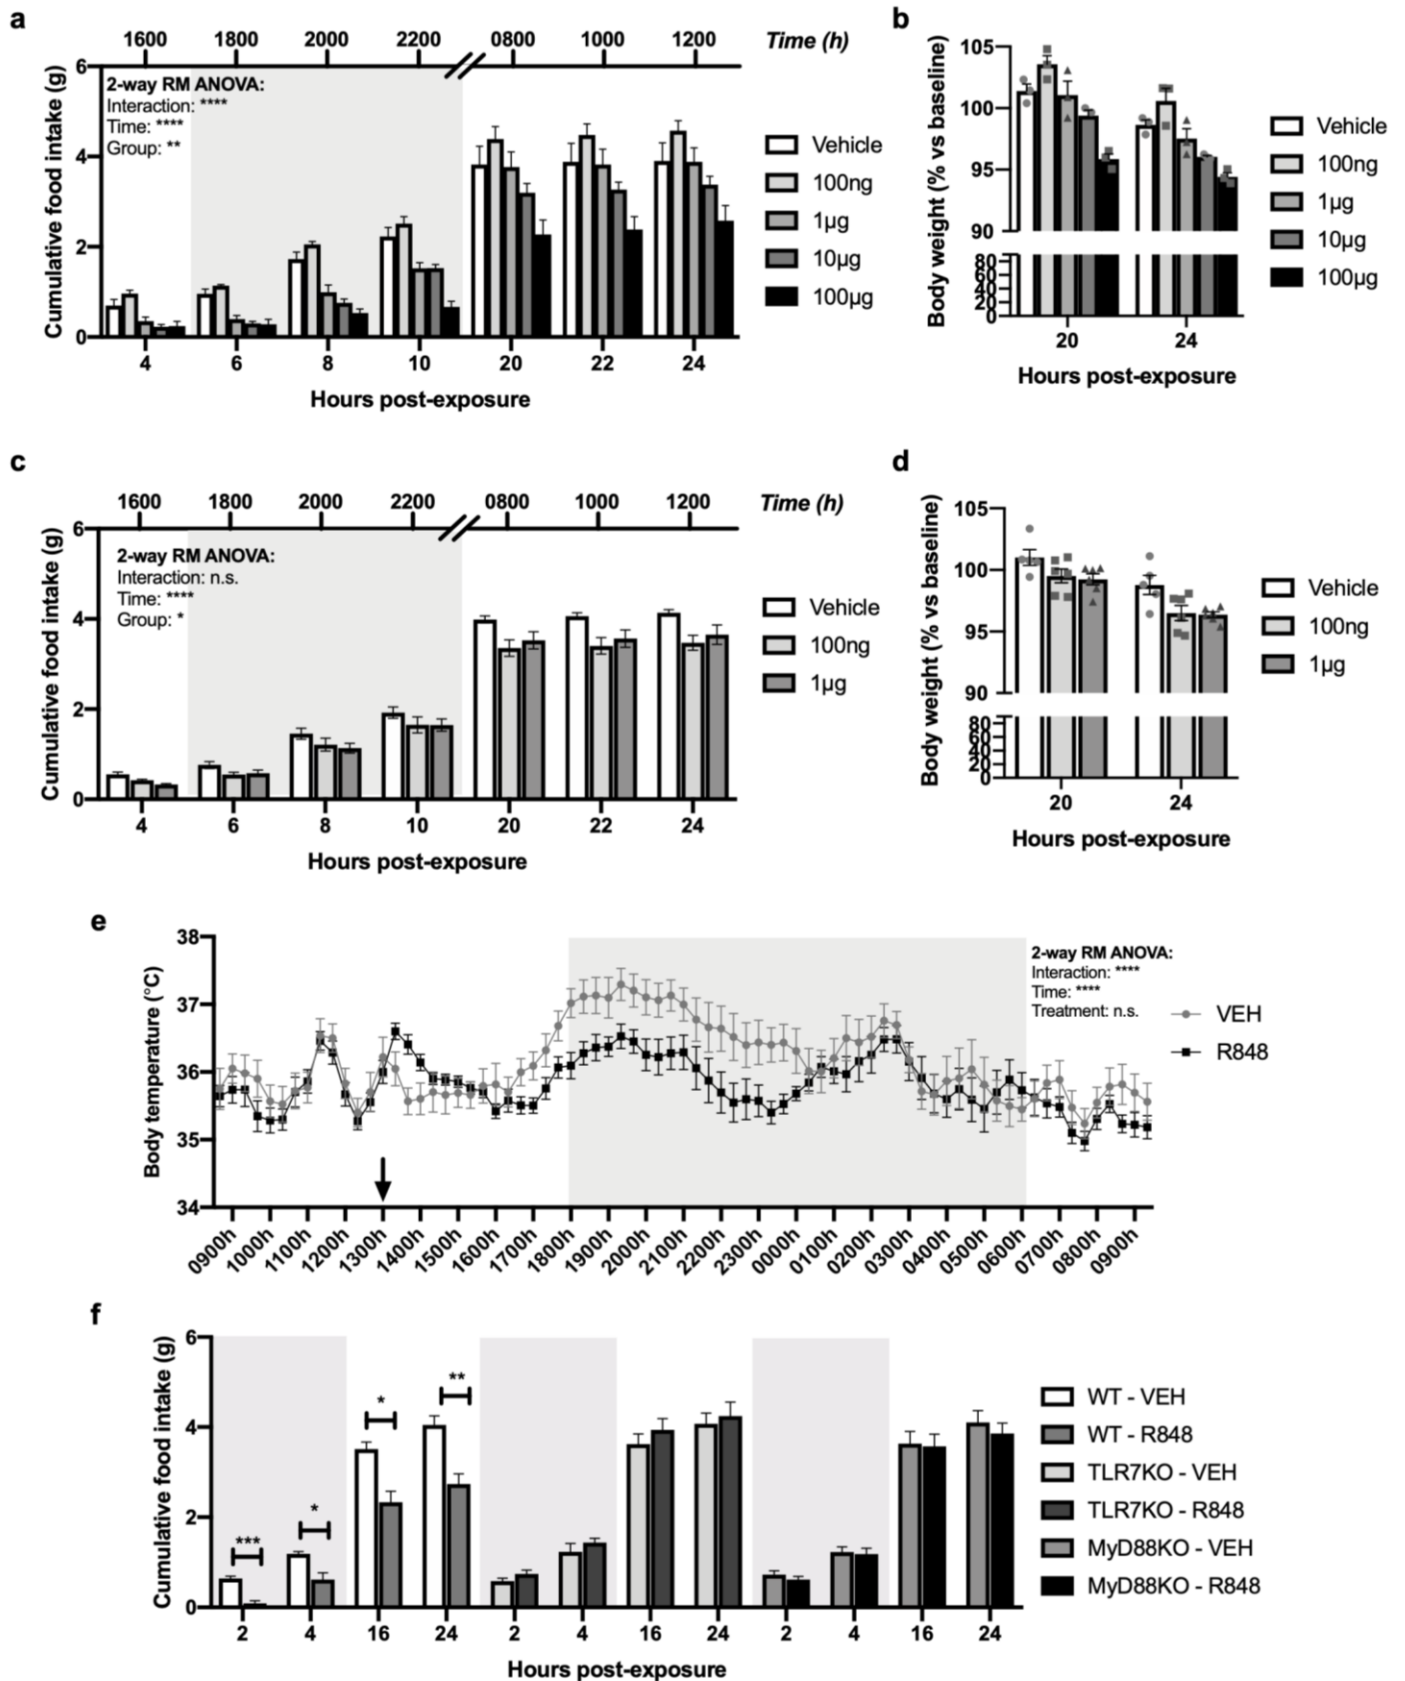 a
1600 1800 2000 2200 0800 1000 1200 Time (h)
Cumulative food intake (g)
6
4
2
0
2-way RM ANOVA:
Interaction: ****
Time: ****
Group: **
4 6 8 10 20 22 24
Hours post-exposure
Vehicle
100ng
1µg
10µg
100µg
b
Body weight (% vs baseline)
105
100
95
90
80
60
40
20
0
20 24
Hours post-exposure
Vehicle
100ng
1µg
10µg
100µg
c
1600 1800 2000 2200 0800 1000 1200 Time (h)
Cumulative food intake (g)
6
4
2
0
2-way RM ANOVA:
Interaction: n.s.
Time: ****
Group: *
4 6 8 10 20 22 24
Hours post-exposure
Vehicle
100ng
1µg
d
Body weight (% vs baseline)
105
100
95
90
80
60
40
20
0
20 24
Hours post-exposure
Vehicle
100ng
1µg
e
Body temperature (°C)
38
37
36
35
34
0900h 1000h 1100h 1200h 1300h 1400h 1500h 1600h 1700h 1800h 1900h 2000h 2100h 2200h 2300h 0000h 0100h 0200h 0300h 0400h 0500h 0600h 0700h 0800h 0900h
2-way RM ANOVA:
Interaction: ****
Time: ****
Treatment: n.s.
VEH
R848
f
Cumulative food intake (g)
6
4
2
0
*** * * **
2 4 16 24 2 4 16 24 2 4 16 24
Hours post-exposure
WT - VEH
WT - R848
TLR7KO - VEH
TLR7KO - R848
MyD88KO - VEH
MyD88KO - R848